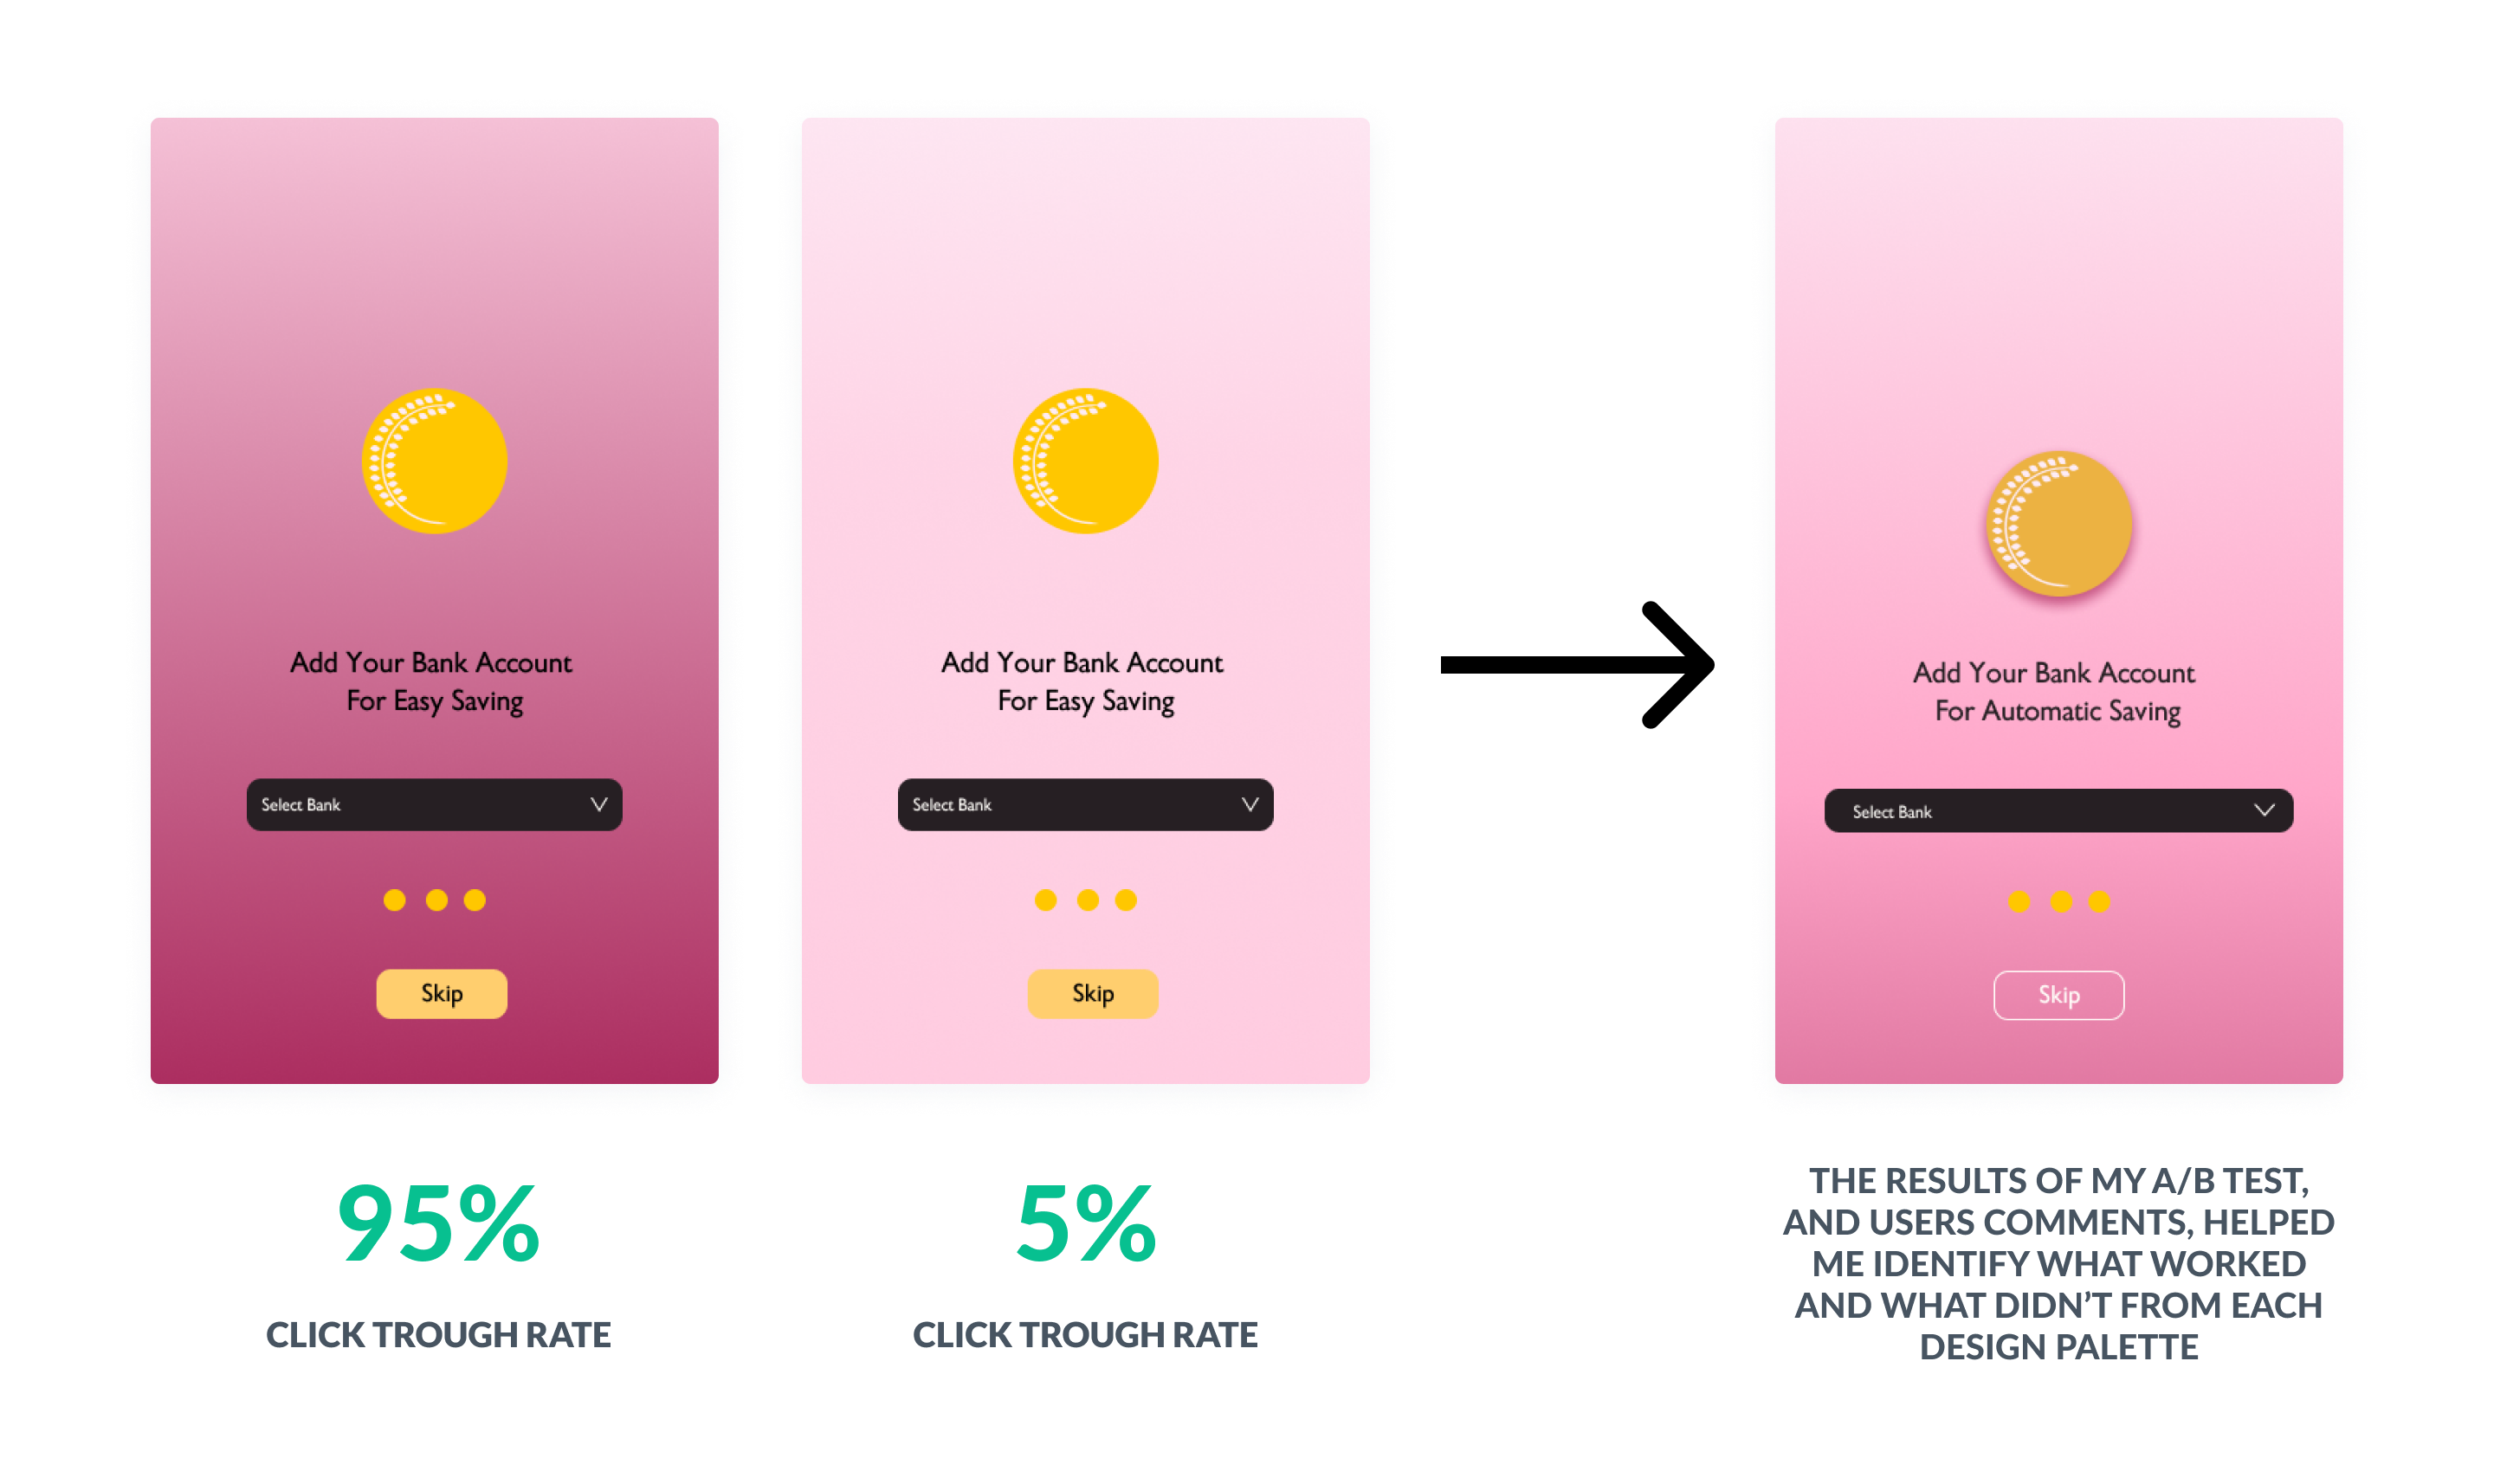 Add Your Bank Account
For Easy Saving
Select Bank
Skip
95%
CLICK TROUGH RATE
Add Your Bank Account
For Easy Saving
Select Bank
Skip
5%
CLICK TROUGH RATE
Add Your Bank Account
For Automatic Saving
Select Bank
Skip
THE RESULTS OF MY A/B TEST,
AND USERS COMMENTS, HELPED
ME IDENTIFY WHAT WORKED
AND WHAT DIDN'T FROM EACH
DESIGN PALETTE